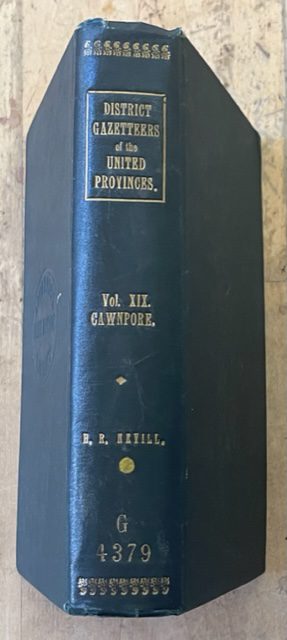 DISTRICT
GAZETTEERS
of the
UNITED
PROVINCES.
Vol. XIX.
CAWNPORE.
H. R. NEVILL.
G
4379